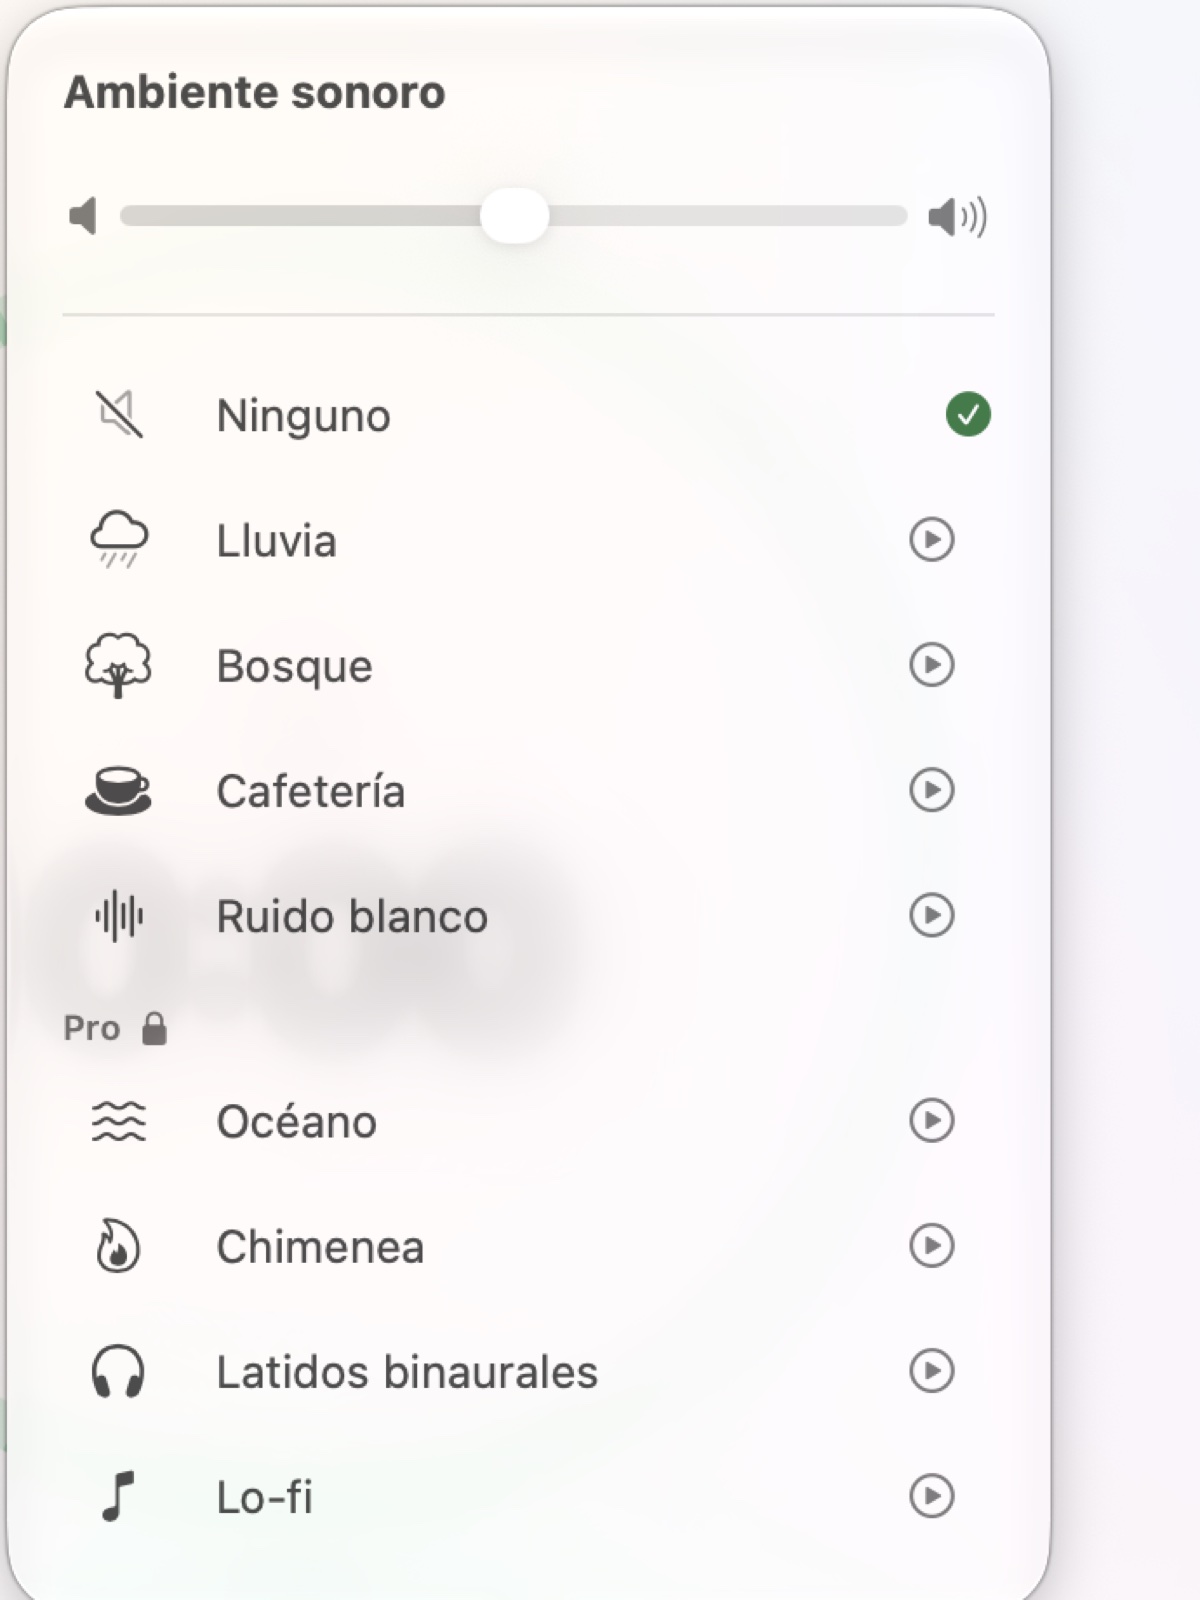 Ambiente sonoro
Ninguno
Lluvia
Bosque
Cafetería
Ruido blanco
Pro
Océano
Chimenea
Latidos binaurales
Lo-fi